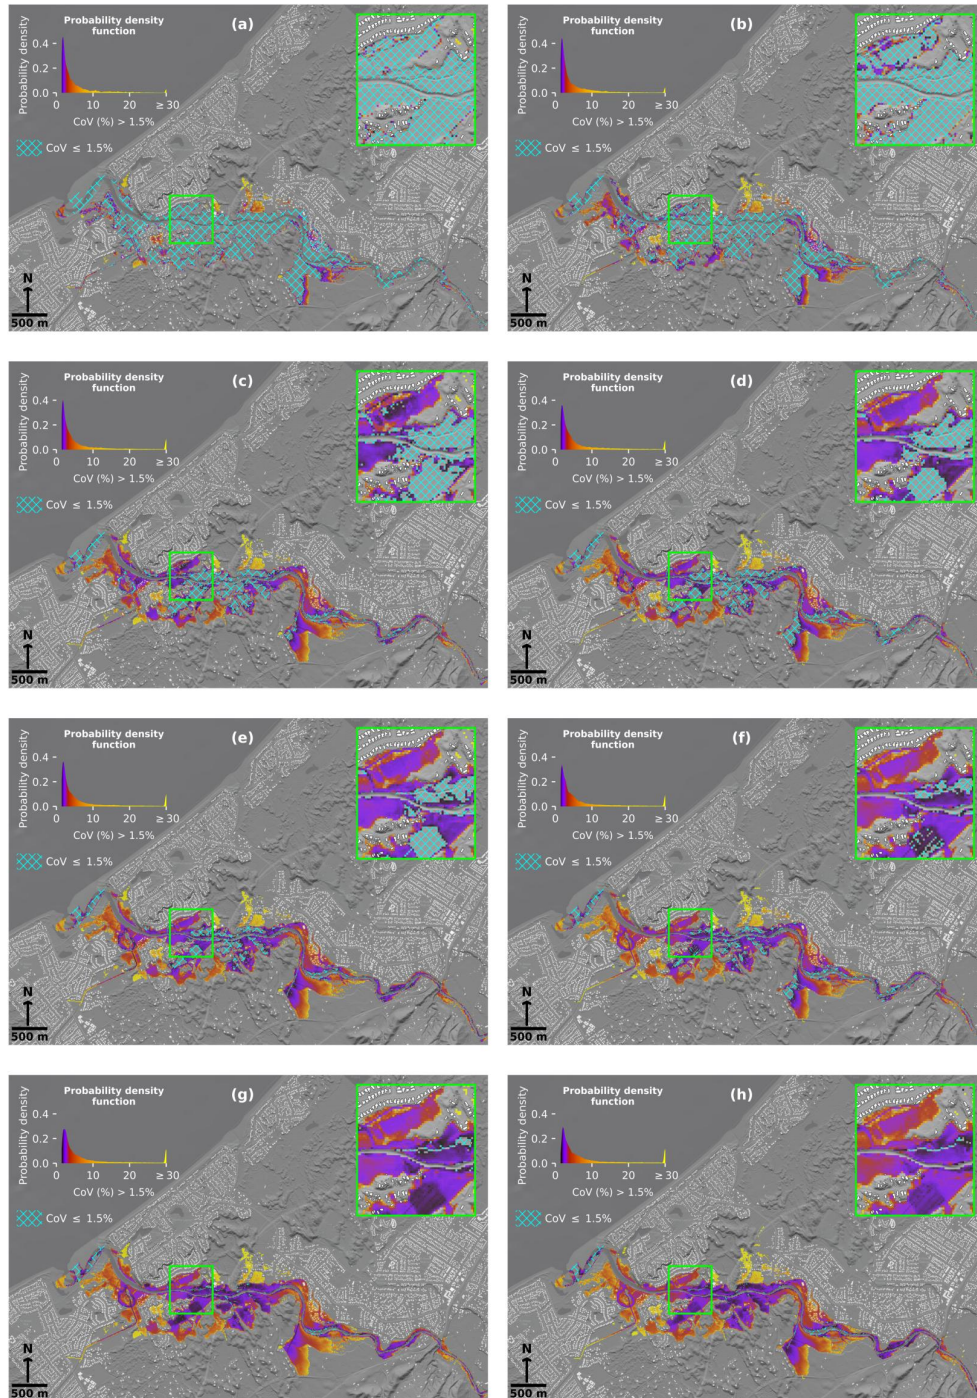 Probability density
function
(a)
Probability density
0.4
0.2
0.0
0 10 20 ≥ 30
CoV (%) > 1.5%
CoV ≤ 1.5%
N
500 m
Probability density
function
(b)
Probability density
0.4
0.2
0.0
0 10 20 ≥ 30
CoV (%) > 1.5%
CoV ≤ 1.5%
N
500 m
Probability density
function
(c)
Probability density
0.4
0.2
0.0
0 10 20 ≥ 30
CoV (%) > 1.5%
CoV ≤ 1.5%
N
500 m
Probability density
function
(d)
Probability density
0.4
0.2
0.0
0 10 20 ≥ 30
CoV (%) > 1.5%
CoV ≤ 1.5%
N
500 m
Probability density
function
(e)
Probability density
0.4
0.2
0.0
0 10 20 ≥ 30
CoV (%) > 1.5%
CoV ≤ 1.5%
N
500 m
Probability density
function
(f)
Probability density
0.4
0.2
0.0
0 10 20 ≥ 30
CoV (%) > 1.5%
CoV ≤ 1.5%
N
500 m
Probability density
function
(g)
Probability density
0.4
0.2
0.0
0 10 20 ≥ 30
CoV (%) > 1.5%
CoV ≤ 1.5%
N
500 m
Probability density
function
(h)
Probability density
0.4
0.2
0.0
0 10 20 ≥ 30
CoV (%) > 1.5%
CoV ≤ 1.5%
N
500 m